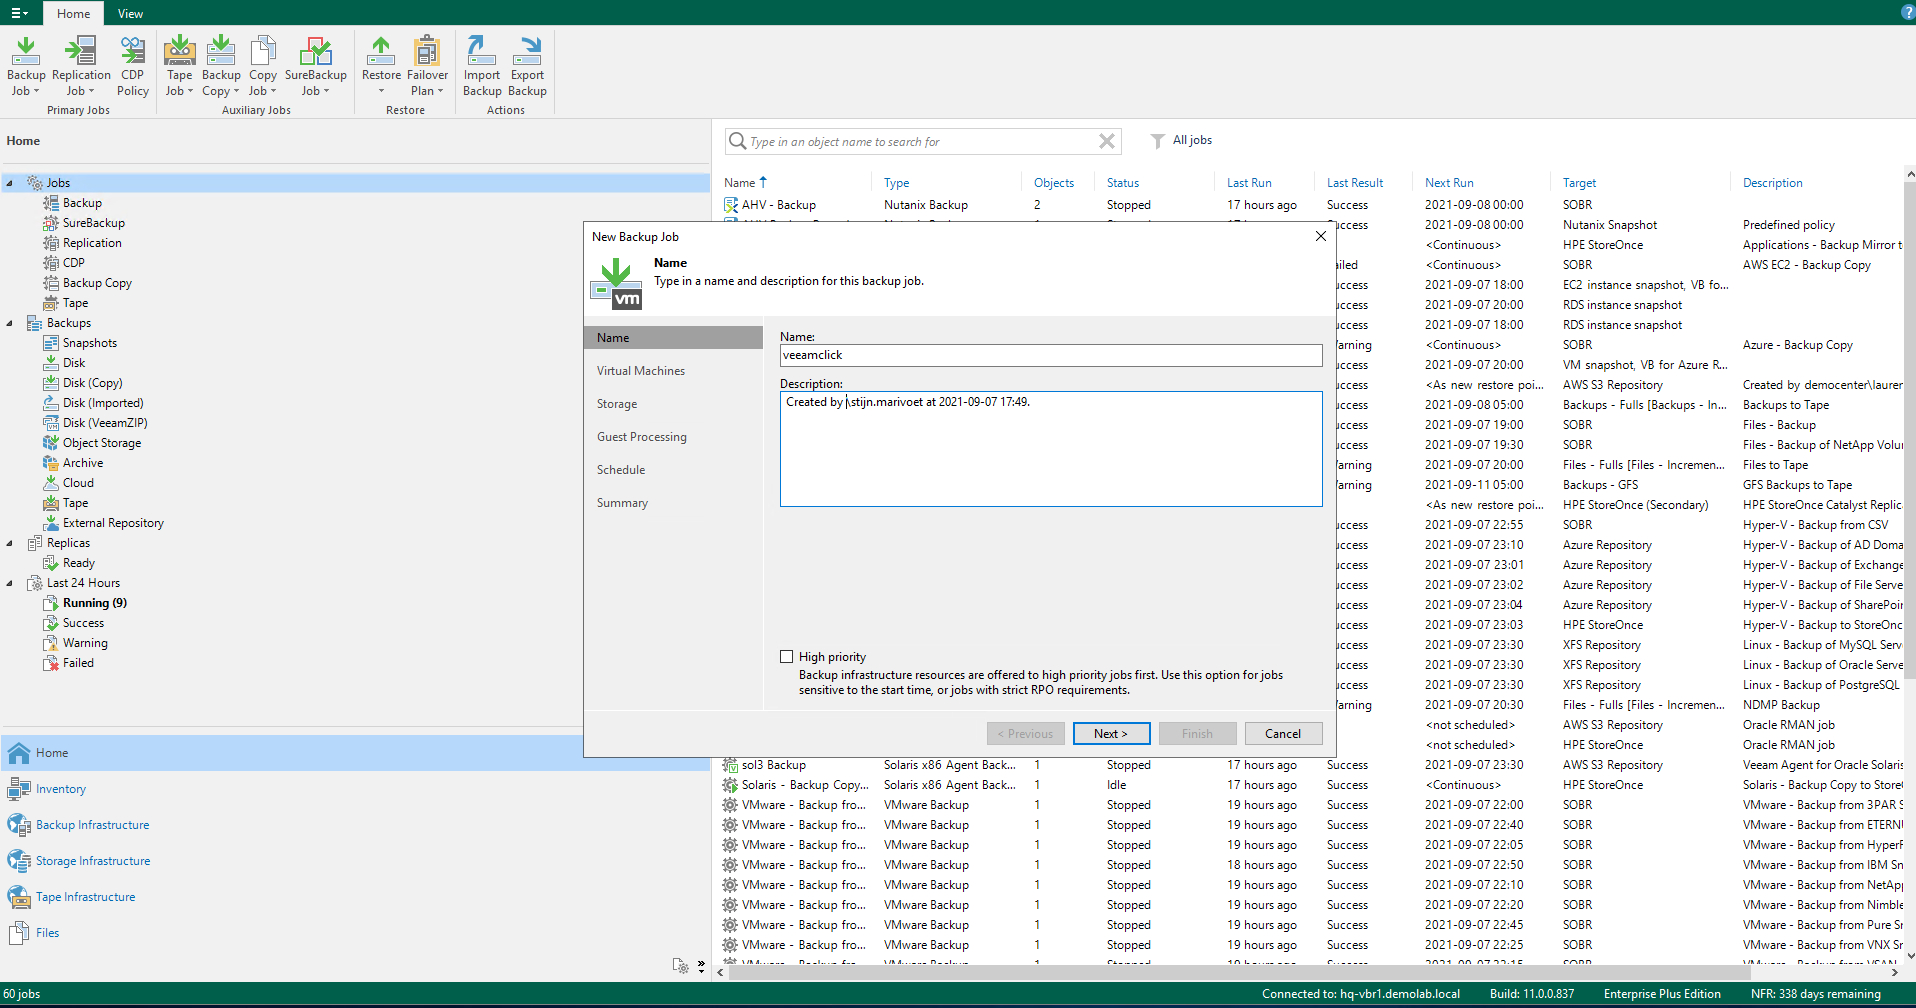 Home View
?
Backup Job
Replication Job
CDP Policy
Tape Job
Backup Copy
Copy Job
SureBackup Job
Restore
Failover Plan
Import Backup
Export Backup
Primary Jobs
Auxiliary Jobs
Restore
Actions
Home
Jobs
Backup
SureBackup
Replication
CDP
Backup Copy
Tape
Backups
Snapshots
Disk
Disk (Copy)
Disk (Imported)
Disk (VeeamZIP)
Object Storage
Archive
Cloud
Tape
External Repository
Replicas
Ready
Last 24 Hours
Running (9)
Success
Warning
Failed
Home
Inventory
Backup Infrastructure
Storage Infrastructure
Tape Infrastructure
Files
Type in an object name to search for
All jobs
Name Type Objects Status Last Run Last Result Next Run Target Description
AHV - Backup Nutanix Backup 2 Stopped 17 hours ago Success 2021-09-08 00:00 SOBR
New Backup Job
Name
Type in a name and description for this backup job.
vm
Name
Virtual Machines
Storage
Guest Processing
Schedule
Summary
Name:
veeamclick
Description:
Created by \stijn.marivoet at 2021-09-07 17:49.
High priority
Backup infrastructure resources are offered to high priority jobs first. Use this option for jobs
sensitive to the start time, or jobs with strict RPO requirements.
< Previous Next > Finish Cancel
uccess 2021-09-08 00:00 Nutanix Snapshot Predefined policy
<Continuous> HPE StoreOnce Applications - Backup Mirror t
ailed <Continuous> SOBR AWS EC2 - Backup Copy
uccess 2021-09-07 18:00 EC2 instance snapshot, VB fo...
uccess 2021-09-07 20:00 RDS instance snapshot
uccess 2021-09-07 18:00 RDS instance snapshot
arning <Continuous> SOBR Azure - Backup Copy
uccess 2021-09-07 20:00 VM snapshot, VB for Azure R...
uccess <As new restore poi... AWS S3 Repository Created by democenter\lauren
uccess 2021-09-07 18:00 Backups - Fulls [Backups - In... Backups to Tape
uccess 2021-09-07 19:00 SOBR Files - Backup
uccess 2021-09-07 19:30 SOBR Files - Backup of NetApp Volu
arning 2021-09-07 20:00 Files - Fulls [Files - Incremen... Files to Tape
arning 2021-09-11 05:00 Backups - GFS GFS Backups to Tape
<As new restore poi... HPE StoreOnce (Secondary) HPE StoreOnce Catalyst Replic
uccess 2021-09-07 22:55 SOBR Hyper-V - Backup from CSV
uccess 2021-09-07 23:10 Azure Repository Hyper-V - Backup of AD Doma
uccess 2021-09-07 23:01 Azure Repository Hyper-V - Backup of Exchange
uccess 2021-09-07 23:02 Azure Repository Hyper-V - Backup of File Serve
uccess 2021-09-07 23:04 Azure Repository Hyper-V - Backup of SharePoin
uccess 2021-09-07 23:03 HPE StoreOnce Hyper-V - Backup to StoreOnc
uccess 2021-09-07 23:30 XFS Repository Linux - Backup of MySQL Serv
uccess 2021-09-07 23:30 XFS Repository Linux - Backup of Oracle Serve
uccess 2021-09-07 23:30 XFS Repository Linux - Backup of PostgreSQL
arning 2021-09-07 20:30 Files - Fulls [Files - Incremen... NDMP Backup
uccess <not scheduled> AWS S3 Repository Oracle RMAN job
uccess <not scheduled> HPE StoreOnce Oracle RMAN job
sol3 Backup Solaris x86 Agent Back... 1 Stopped 17 hours ago Success 2021-09-07 23:30 AWS S3 Repository Veeam Agent for Oracle Solaris
Solaris - Backup Copy... Solaris x86 Agent Back... 1 Idle 17 hours ago Success <Continuous> HPE StoreOnce Solaris - Backup Copy to Store
VMware - Backup fro... VMware Backup 1 Stopped 19 hours ago Success 2021-09-07 22:00 SOBR VMware - Backup from 3PAR S
VMware - Backup fro... VMware Backup 1 Stopped 19 hours ago Success 2021-09-07 22:40 SOBR VMware - Backup from ETERNU
VMware - Backup fro... VMware Backup 1 Stopped 19 hours ago Success 2021-09-07 22:05 SOBR VMware - Backup from HyperF
VMware - Backup fro... VMware Backup 1 Stopped 18 hours ago Success 2021-09-07 22:50 SOBR VMware - Backup from IBM Sn
VMware - Backup fro... VMware Backup 1 Stopped 19 hours ago Success 2021-09-07 22:10 SOBR VMware - Backup from NetApp
VMware - Backup fro... VMware Backup 1 Stopped 19 hours ago Success 2021-09-07 22:20 SOBR VMware - Backup from Nimble
VMware - Backup fro... VMware Backup 1 Stopped 19 hours ago Success 2021-09-07 22:45 SOBR VMware - Backup from Pure S
VMware - Backup fro... VMware Backup 1 Stopped 19 hours ago Success 2021-09-07 22:25 SOBR VMware - Backup from VNX Sn
60 jobs
Connected to: hq-vbr1.demolab.local Build: 11.0.0.837 Enterprise Plus Edition NFR: 338 days remaining